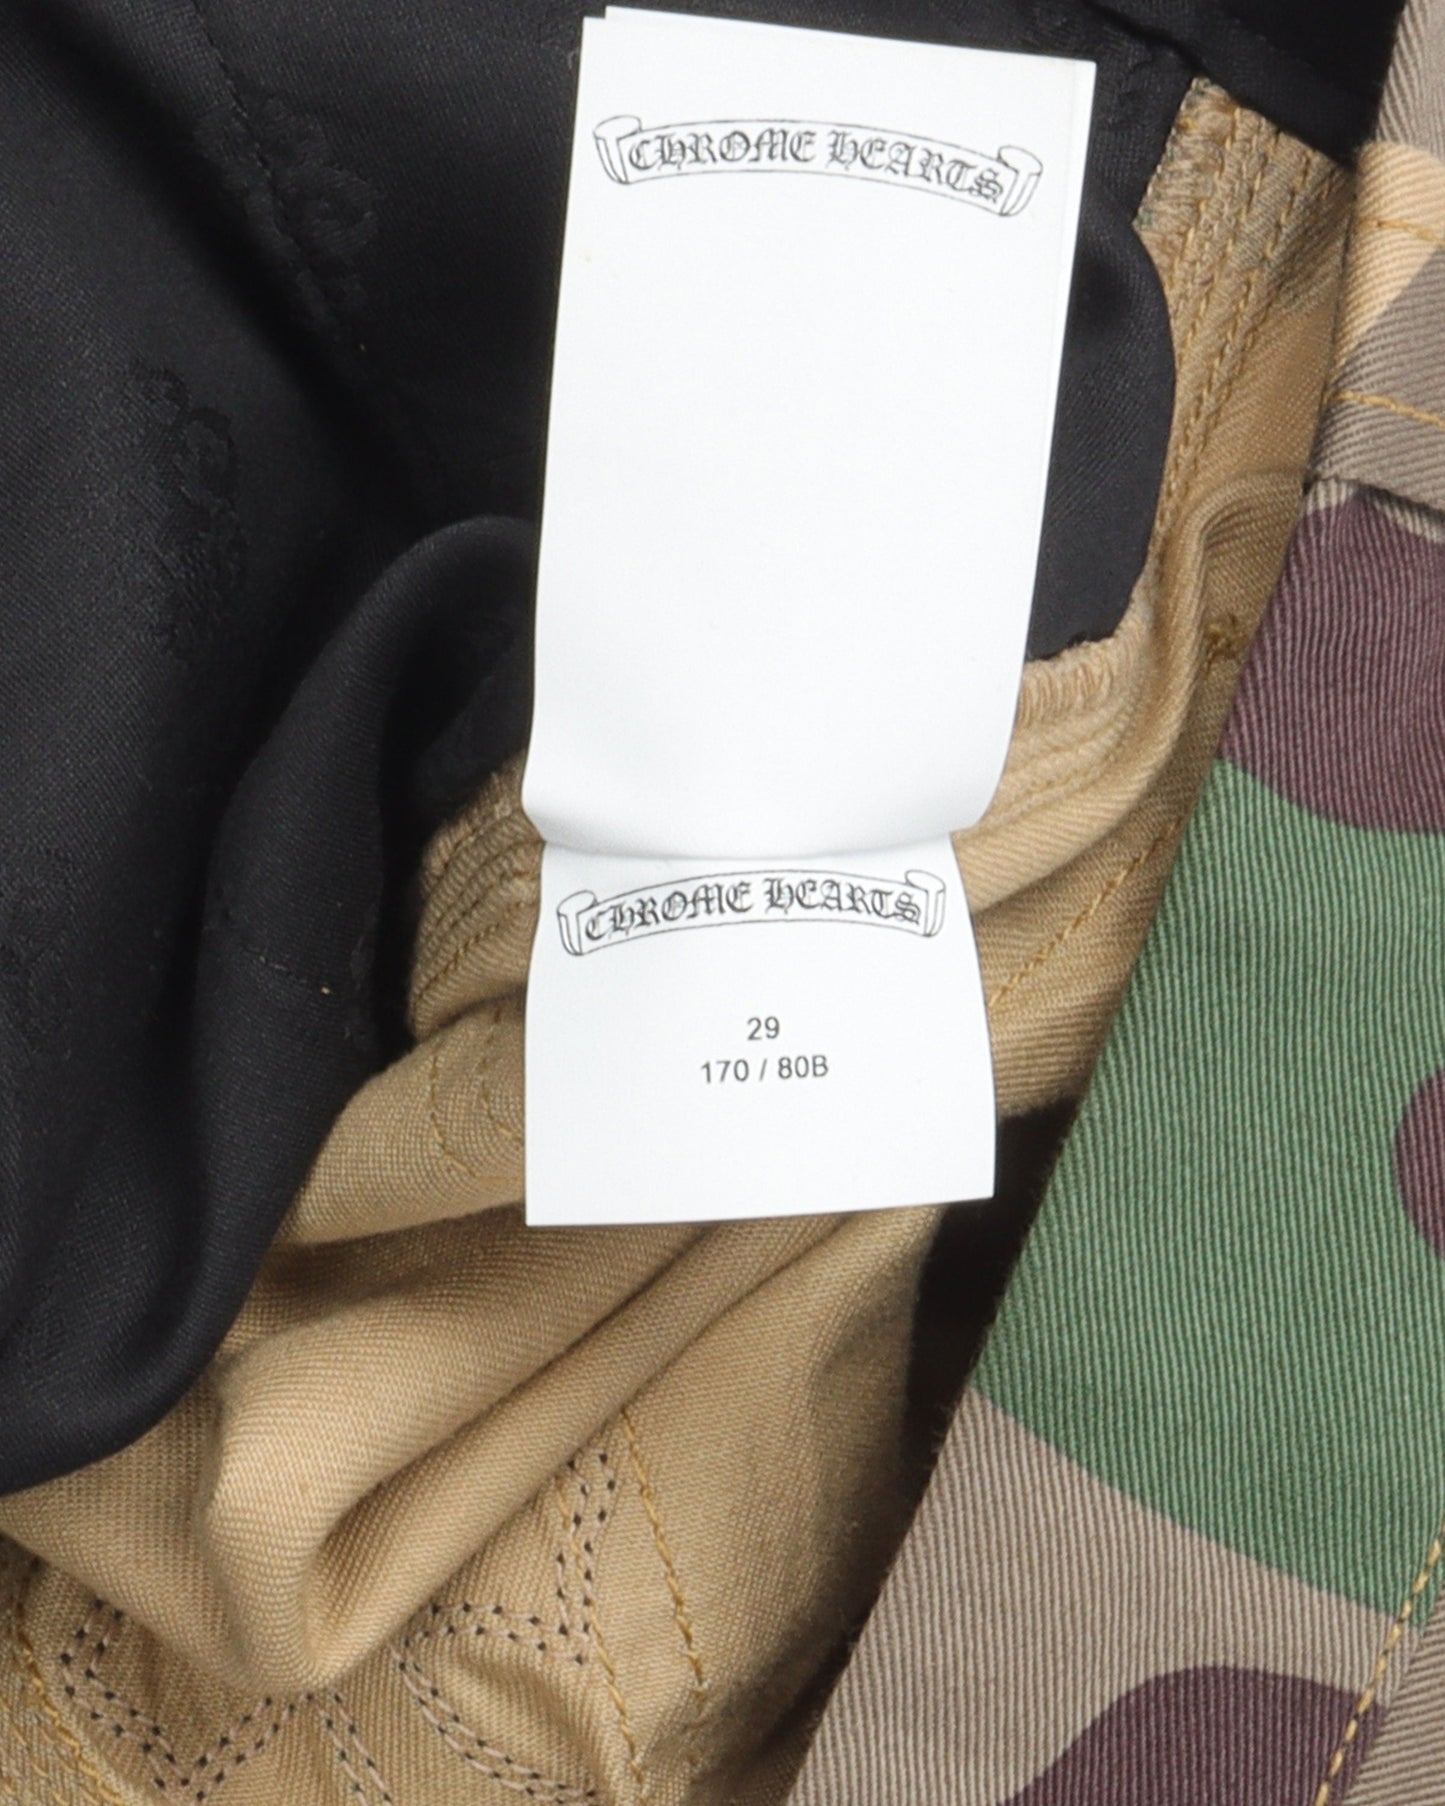 CHROME HEARTS
CHROME HEARTS
29
170 / 80B